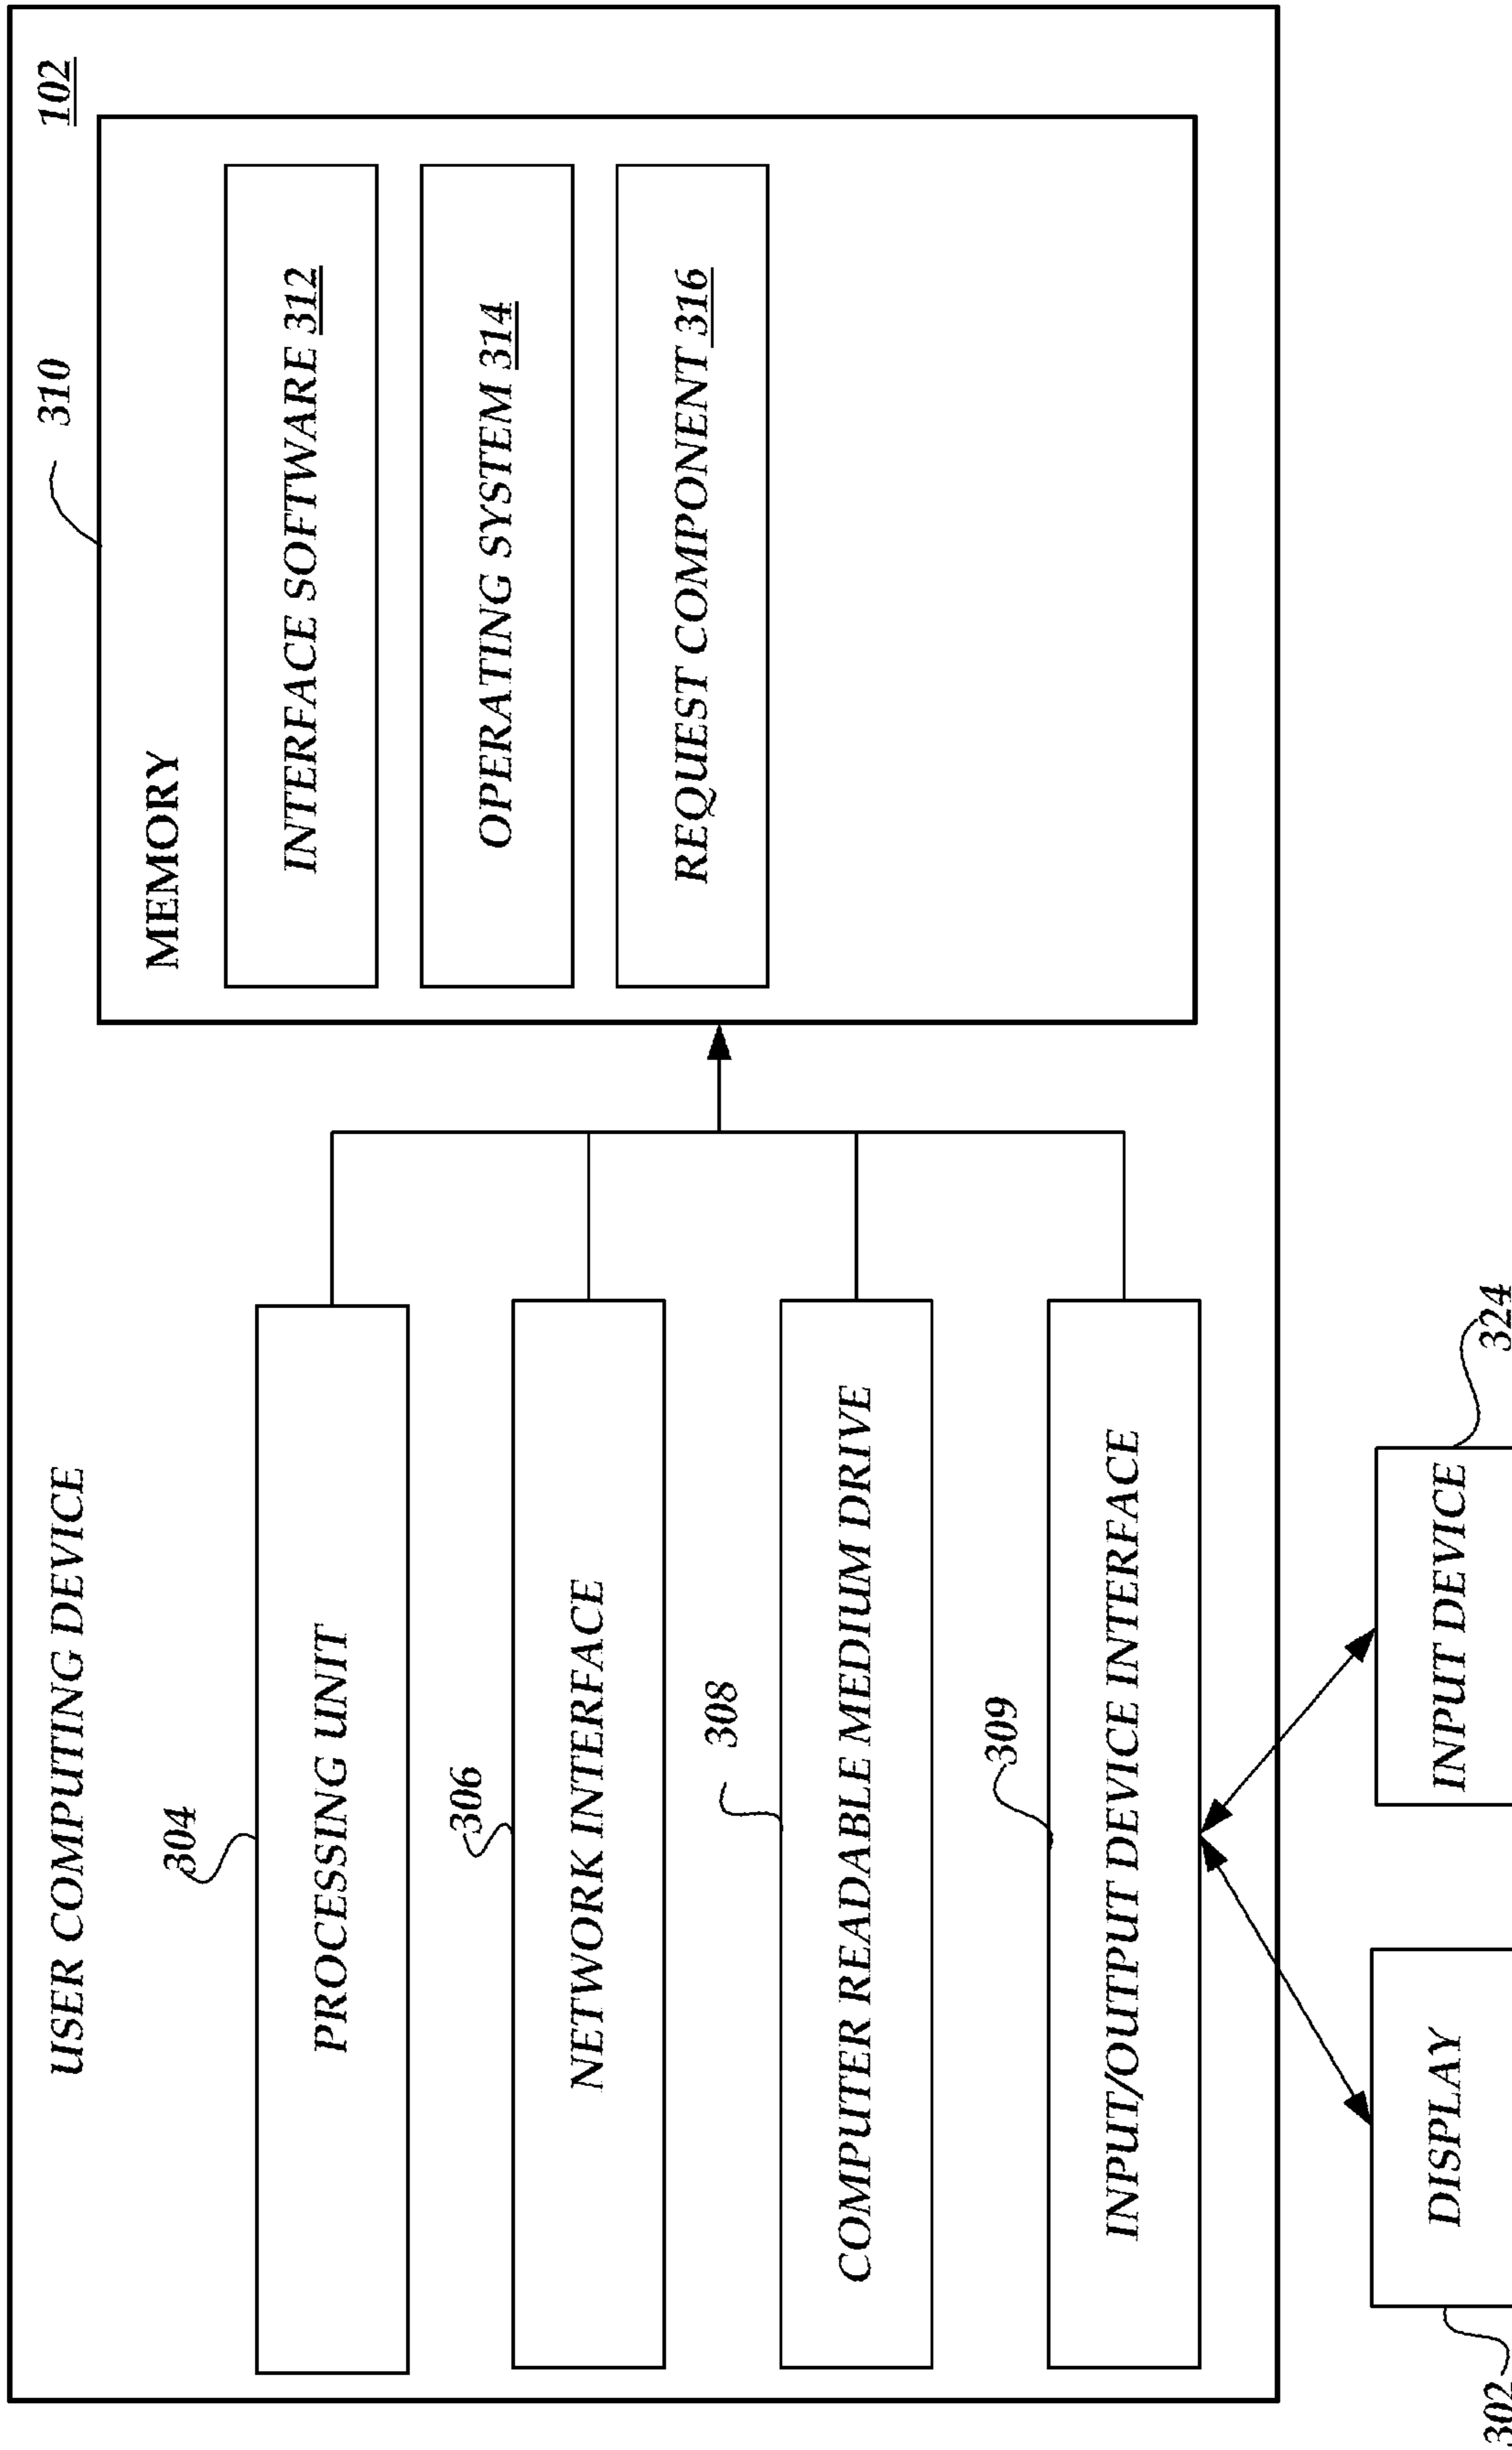 USER COMPUTING DEVICE
102
310
MEMORY
304
PROCESSING UNIT
INTERFACE SOFTWARE 312
306
NETWORK INTERFACE
OPERATING SYSTEM 314
308
COMPUTER READABLE MEDIUM DRIVE
REQUEST COMPONENT 316
309
INPUT/OUTPUT DEVICE INTERFACE
DISPLAY
INPUT DEVICE
302
324